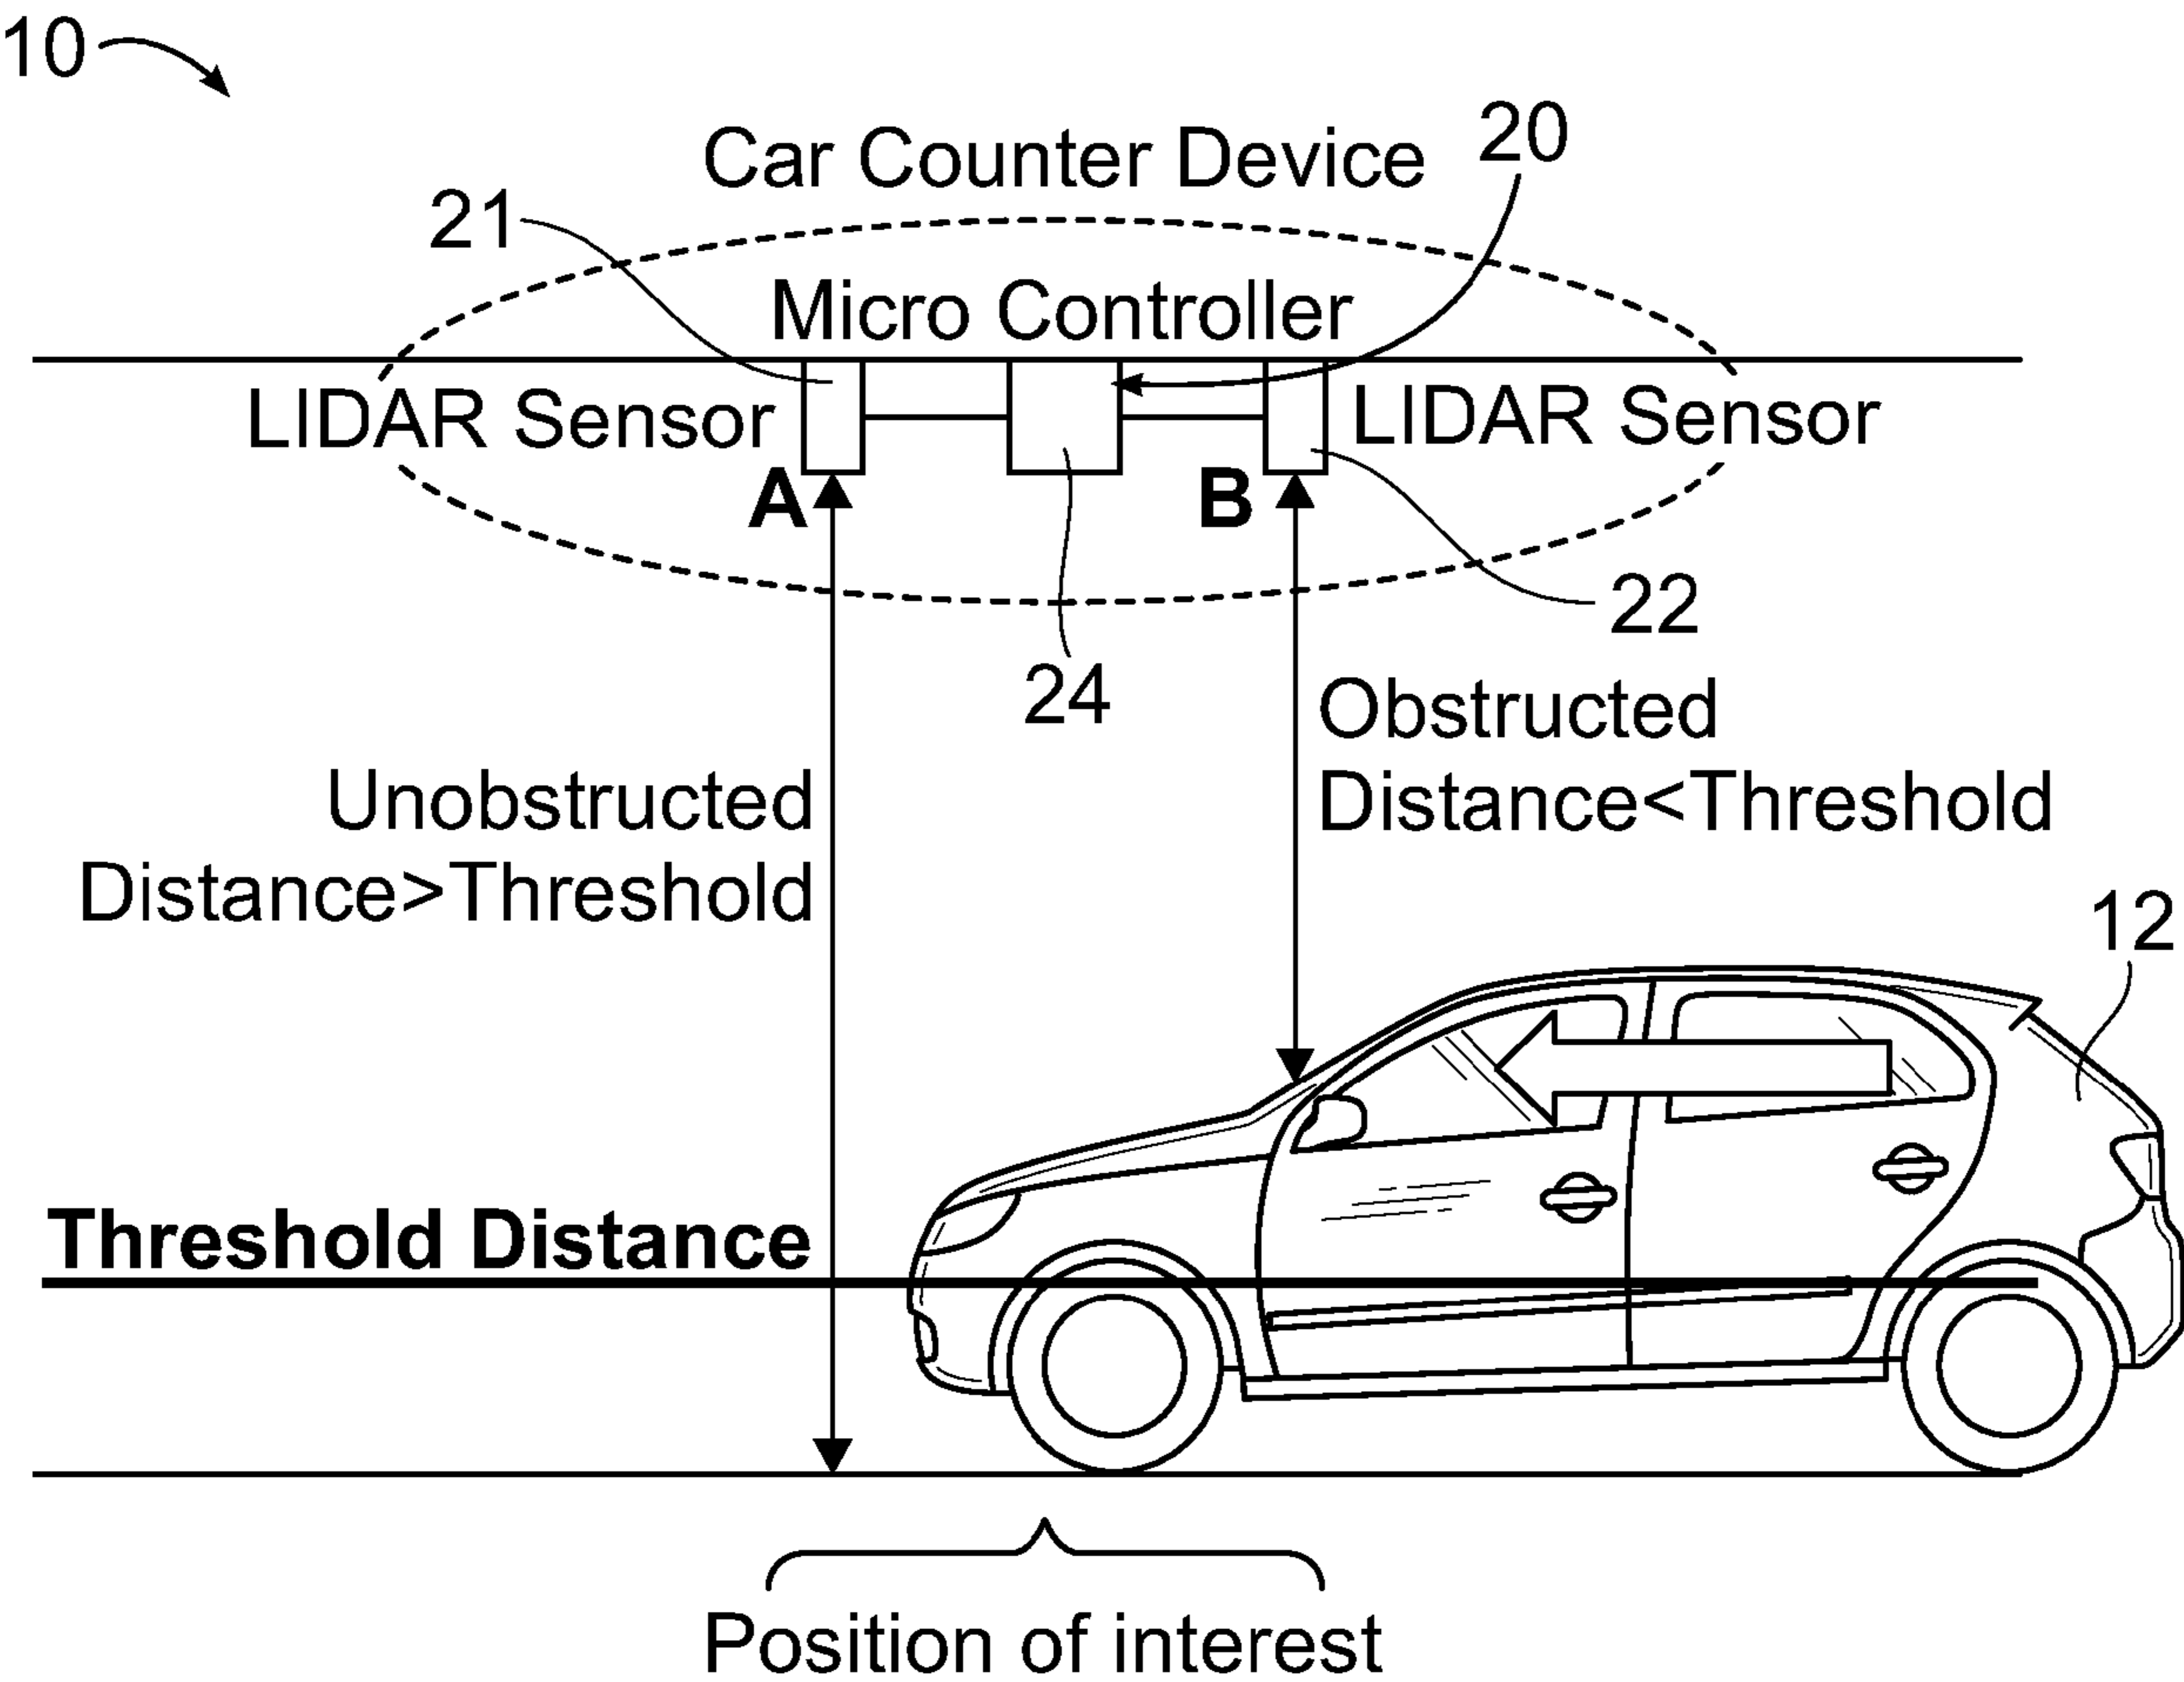 10
Car Counter Device
20
21
Micro Controller
LIDAR Sensor
LIDAR Sensor
A
B
22
24
Obstructed
Distance<Threshold
Unobstructed
Distance>Threshold
12
Threshold Distance
Position of interest